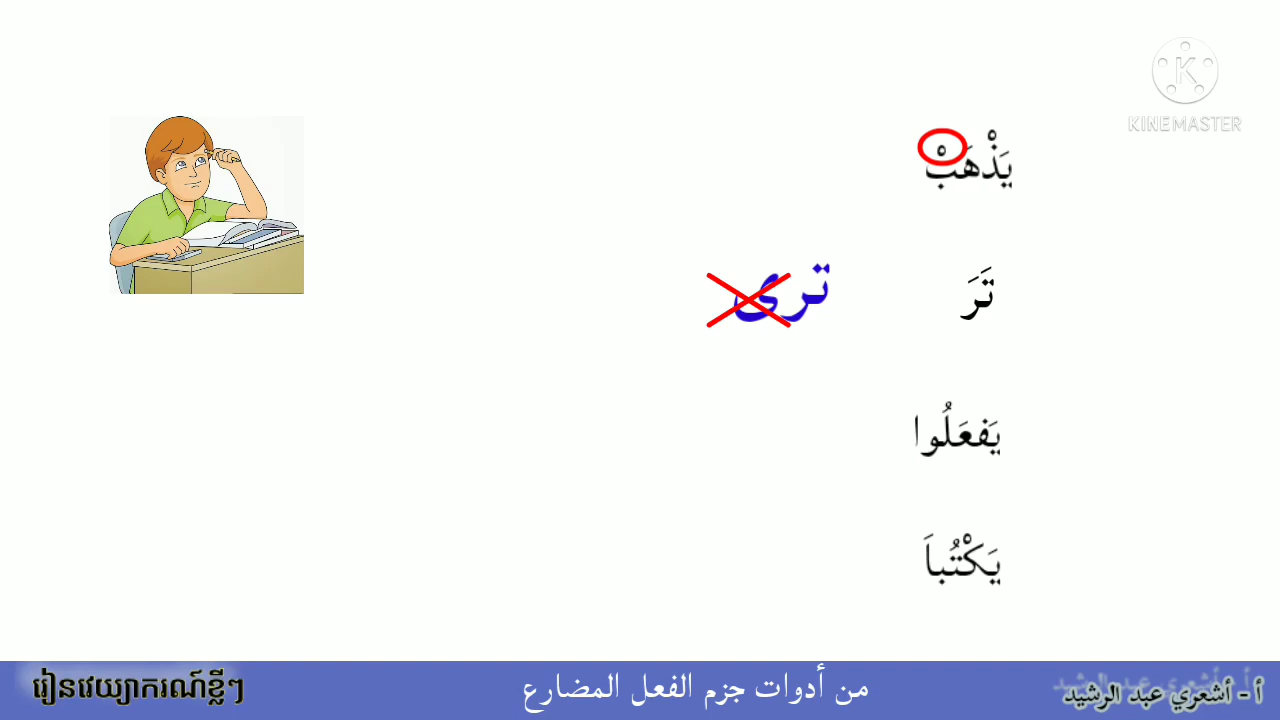 KINEMASTER
يَذْهَبْ
تَرَ ترى
يَفعَلُوا
يَكْتُباَ
រៀនវេយ្យាករណ៍ខ្លីៗ من أدوات جزم الفعل المضارع أ - أشعري عبد الرشيد